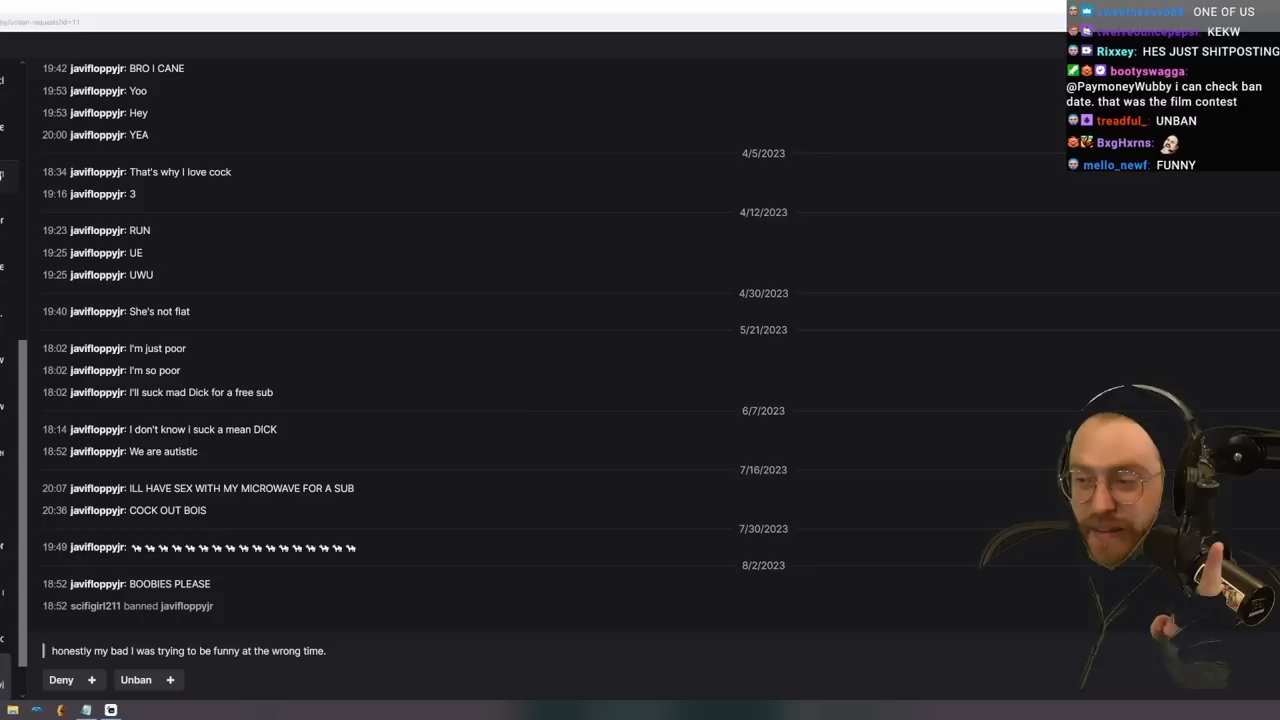 by/unban-requests?id=11
ONE OF US
KEKW
Rixxey: HES JUST SHITPOSTING
bootyswagga:
@PaymoneyWubby i can check ban
date. that was the film contest
treadful_: UNBAN
BxgHxrns:
mello_newf: FUNNY
19:42 javifloppyjr: BRO I CANE
19:53 javifloppyjr: Yoo
19:53 javifloppyjr: Hey
20:00 javifloppyjr: YEA
4/5/2023
18:34 javifloppyjr: That's why I love cock
19:16 javifloppyjr: 3
4/12/2023
19:23 javifloppyjr: RUN
19:25 javifloppyjr: UE
19:25 javifloppyjr: UWU
4/30/2023
19:40 javifloppyjr: She's not flat
5/21/2023
18:02 javifloppyjr: I'm just poor
18:02 javifloppyjr: I'm so poor
18:02 javifloppyjr: I'll suck mad Dick for a free sub
6/7/2023
18:14 javifloppyjr: I don't know i suck a mean DICK
18:52 javifloppyjr: We are autistic
7/16/2023
20:07 javifloppyjr: ILL HAVE SEX WITH MY MICROWAVE FOR A SUB
20:36 javifloppyjr: COCK OUT BOIS
7/30/2023
19:49 javifloppyjr: 🐪🐪🐪🐪🐪🐪🐪🐪🐪🐪🐪🐪🐪🐪🐪🐪🐪
8/2/2023
18:52 javifloppyjr: BOOBIES PLEASE
18:52 scifigirl211 banned javifloppyjr
honestly my bad I was trying to be funny at the wrong time.
Deny +
Unban +